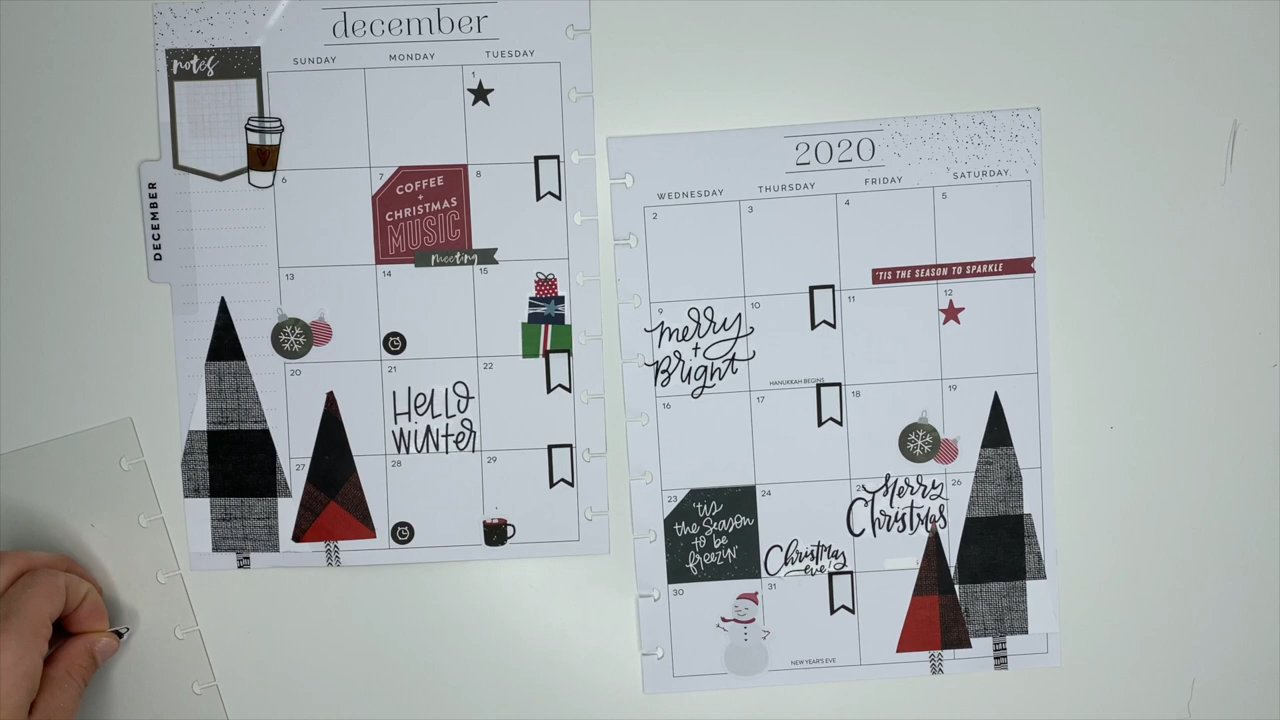 december
notes
SUNDAY MONDAY TUESDAY
1
6 7 8
COFFEE
+
CHRISTMAS
MUSIC
meeting
DECEMBER
13 14 15
20 21 22
HELLO
WINTER
27 28 29
2020
WEDNESDAY THURSDAY FRIDAY SATURDAY
2 3 4 5
'TIS THE SEASON TO SPARKLE
9 10 11 12
Merry
+
Bright
HANUKKAH BEGINS
16 17 18 19
23 24 25 26
'tis
the season
to be
freezin'
Christmas
eve!
Merry
Christmas
30 31
NEW YEAR'S EVE